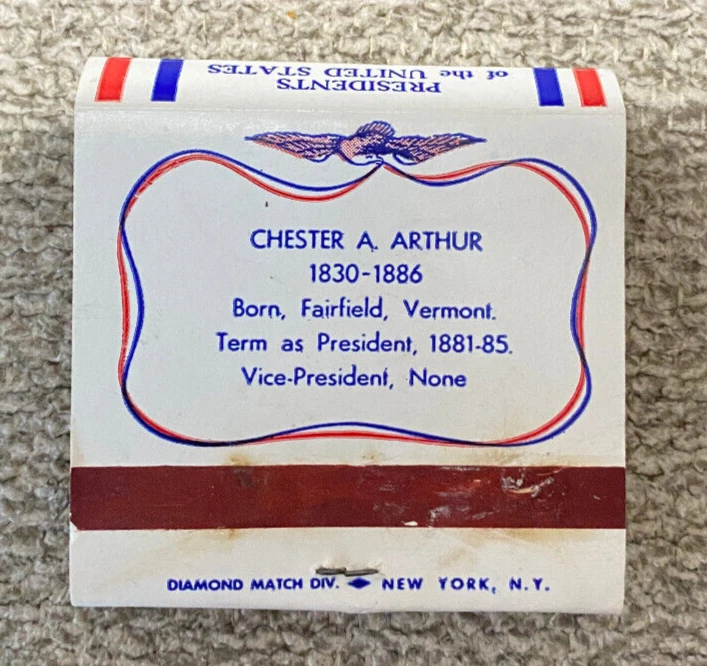 PRESIDENTS
of the UNITED STATES
CHESTER A. ARTHUR
1830-1886
Born, Fairfield, Vermont.
Term as President, 1881-85.
Vice-President, None
DIAMOND MATCH DIV. NEW YORK, N.Y.